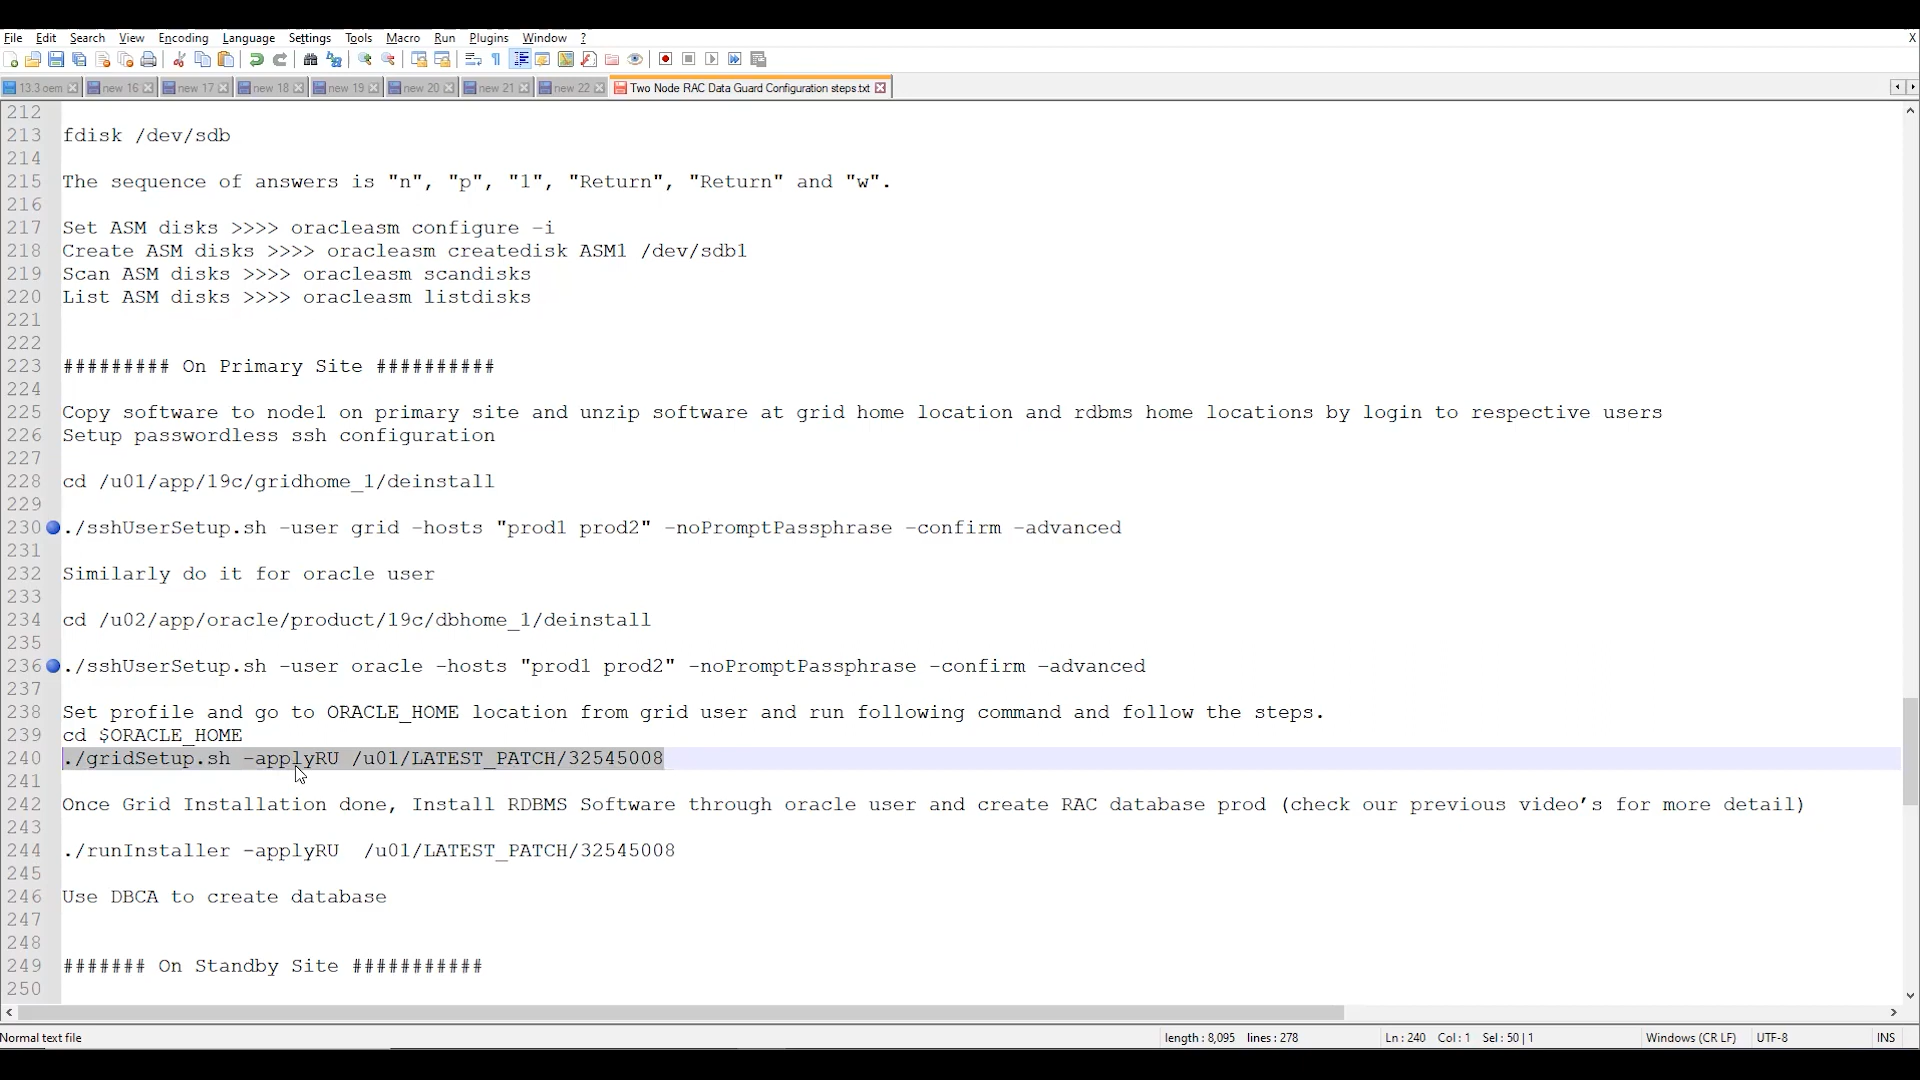 File Edit Search View Encoding Language Settings Tools Macro Run Plugins Window ? X
13.3 oem new 16 new 17 new 18 new 19 new 20 new 21 new 22 Two Node RAC Data Guard Configuration steps.txt
212
213 fdisk /dev/sdb
214
215 The sequence of answers is "n", "p", "1", "Return", "Return" and "w".
216
217 Set ASM disks >>>> oracleasm configure -i
218 Create ASM disks >>>> oracleasm createdisk ASM1 /dev/sdb1
219 Scan ASM disks >>>> oracleasm scandisks
220 List ASM disks >>>> oracleasm listdisks
221
222
223 ######### On Primary Site ##########
224
225 Copy software to node1 on primary site and unzip software at grid home location and rdbms home locations by login to respective users
226 Setup passwordless ssh configuration
227
228 cd /u01/app/19c/gridhome_1/deinstall
229
230 ./sshUserSetup.sh -user grid -hosts "prod1 prod2" -noPromptPassphrase -confirm -advanced
231
232 Similarly do it for oracle user
233
234 cd /u02/app/oracle/product/19c/dbhome_1/deinstall
235
236 ./sshUserSetup.sh -user oracle -hosts "prod1 prod2" -noPromptPassphrase -confirm -advanced
237
238 Set profile and go to ORACLE_HOME location from grid user and run following command and follow the steps.
239 cd $ORACLE_HOME
240 ./gridSetup.sh -applyRU /u01/LATEST_PATCH/32545008
241
242 Once Grid Installation done, Install RDBMS Software through oracle user and create RAC database prod (check our previous video's for more detail)
243
244 ./runInstaller -applyRU  /u01/LATEST_PATCH/32545008
245
246 Use DBCA to create database
247
248
249 ####### On Standby Site ###########
250
Normal text file length : 8,095 lines : 278 Ln : 240 Col : 1 Sel : 50 | 1 Windows (CR LF) UTF-8 INS